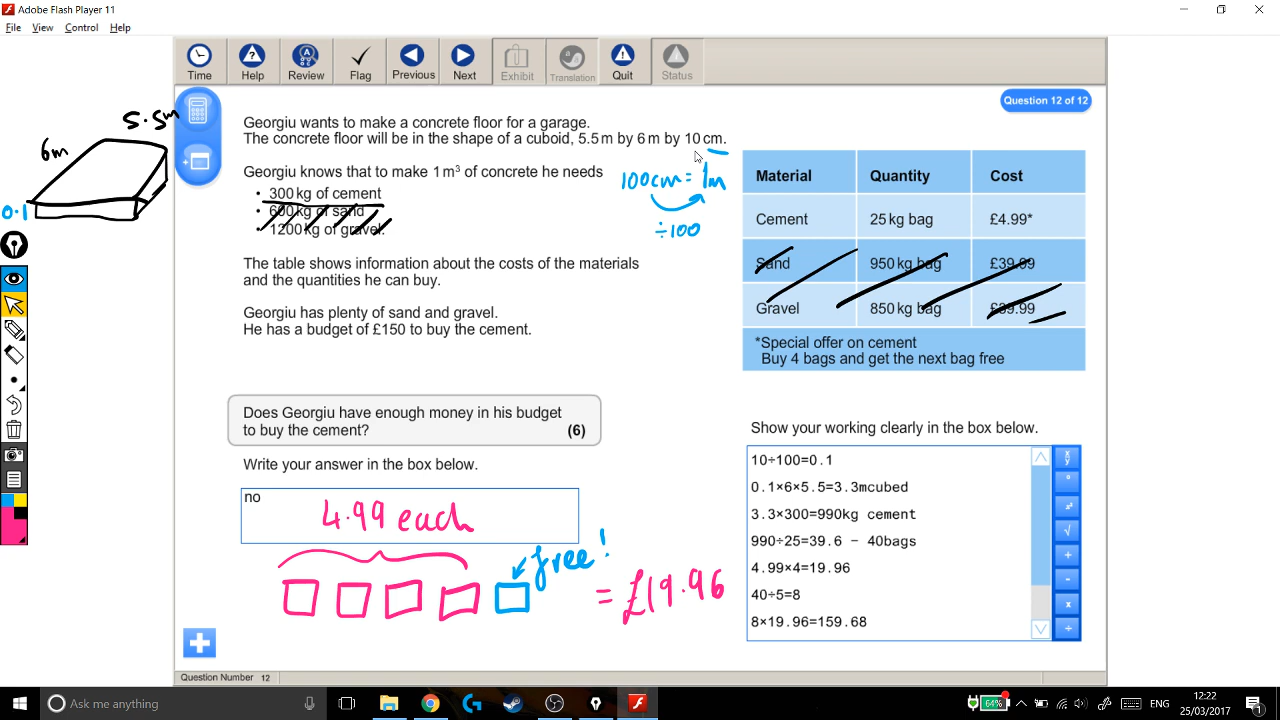 Adobe Flash Player 11
File View Control Help
Time Help Review Flag Previous Next Exhibit Translation Quit Status
Question 12 of 12
Georgiu wants to make a concrete floor for a garage.
The concrete floor will be in the shape of a cuboid, 5.5 m by 6 m by 10 cm.
Georgiu knows that to make 1 m³ of concrete he needs
• 300 kg of cement
• 600 kg of sand
• 1200 kg of gravel.
The table shows information about the costs of the materials
and the quantities he can buy.
Georgiu has plenty of sand and gravel.
He has a budget of £150 to buy the cement.
5.5m
6m
0.1
100cm = 1m
÷100
Material Quantity Cost
Cement 25 kg bag £4.99*
Sand 950 kg bag £39.99
Gravel 850 kg bag £39.99
*Special offer on cement
Buy 4 bags and get the next bag free
Does Georgiu have enough money in his budget
to buy the cement? (6)
Write your answer in the box below.
no
4.99 each
free!
= £19.96
Show your working clearly in the box below.
10÷100=0.1
0.1×6×5.5=3.3mcubed
3.3×300=990kg cement
990÷25=39.6 - 40bags
4.99×4=19.96
40÷5=8
8×19.96=159.68
Question Number 12
Ask me anything
64%
12:22
25/03/2017